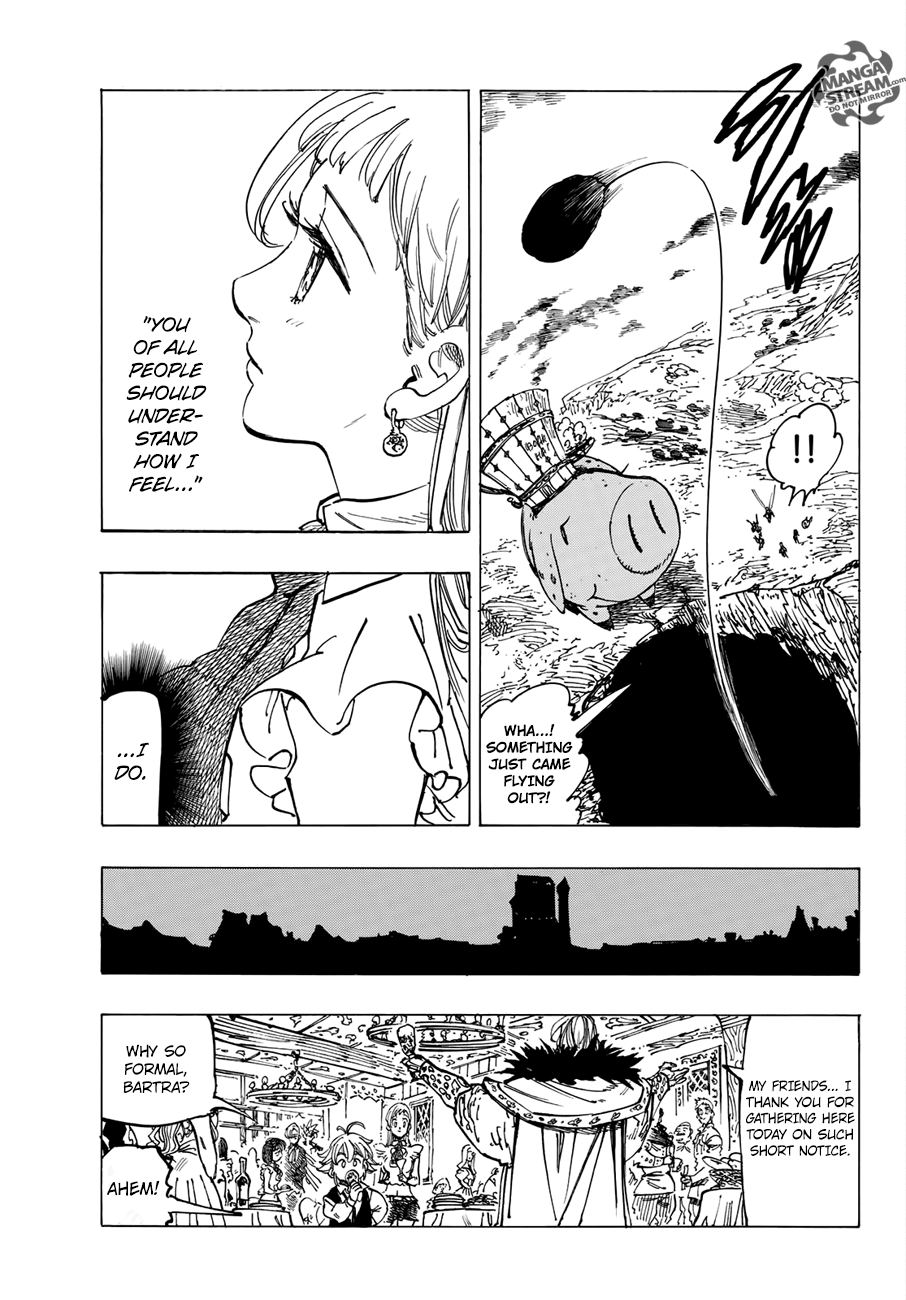 MANGA
STREAM.com
DO NOT MIRROR
!!
WHA...!
SOMETHING
JUST CAME
FLYING
OUT?!
"YOU
OF ALL
PEOPLE
SHOULD
UNDER-
STAND
HOW I
FEEL..."
...I
DO.
MY FRIENDS... I
THANK YOU FOR
GATHERING HERE
TODAY ON SUCH
SHORT NOTICE.
WHY SO
FORMAL,
BARTRA?
AHEM!